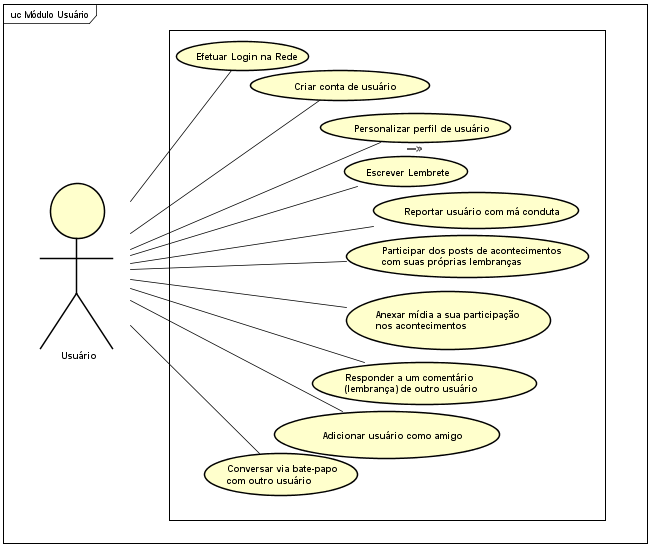 uc Módulo Usuário
Efetuar Login na Rede
Criar conta de usuário
Personalizar perfil de usuário
Escrever Lembrete
Reportar usuário com má conduta
Participar dos posts de acontecimentos
com suas próprias lembranças
Anexar mídia a sua participação
nos acontecimentos
Usuário
Responder a um comentário
(lembrança) de outro usuário
Adicionar usuário como amigo
Conversar via bate-papo
com outro usuário